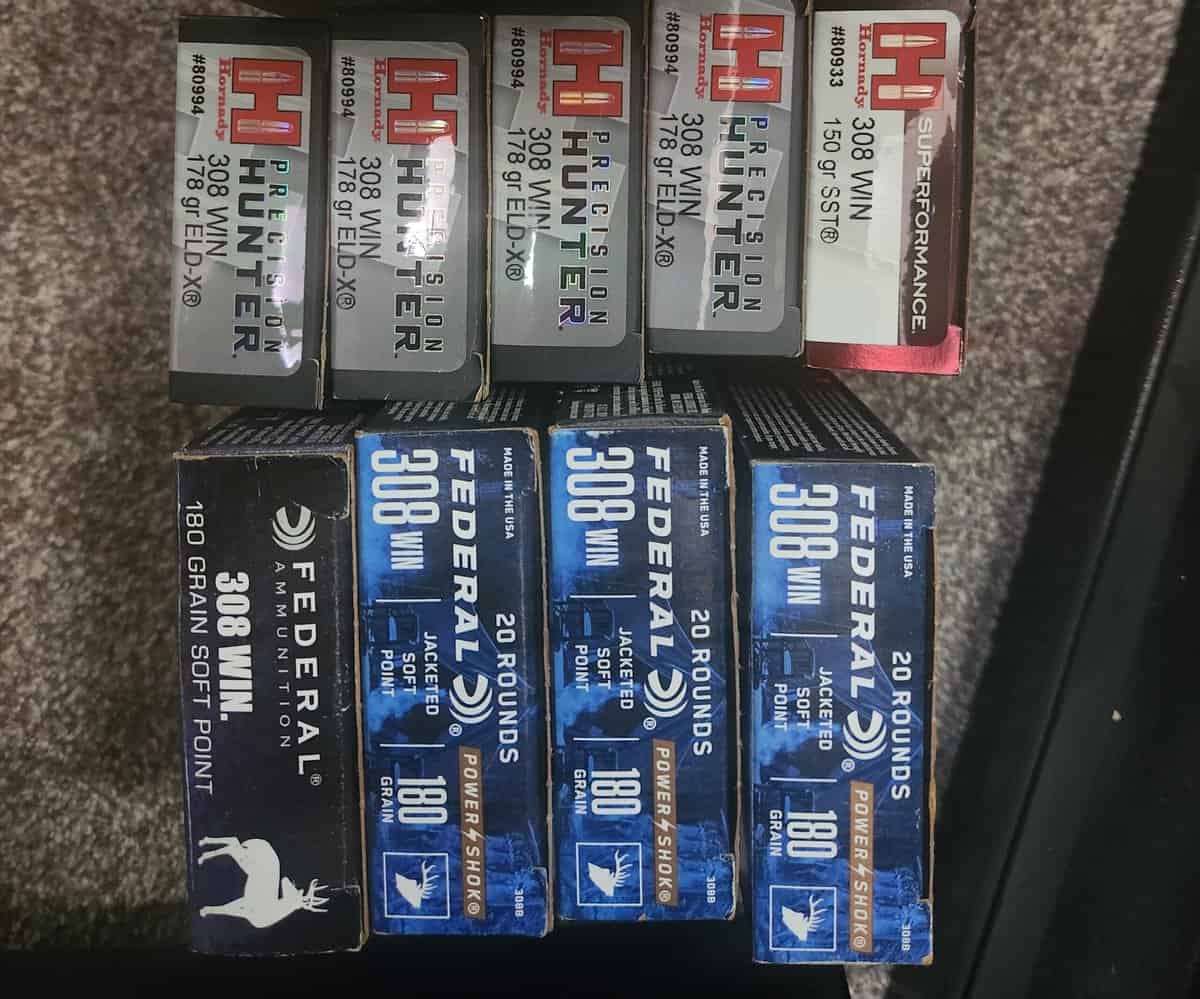 SUPERFORMANCE
Hornady
308 WIN
#80933
150 gr SST®
PRECISION
HUNTER
Hornady
308 WIN
#80994
178 gr ELD-X®
PRECISION
HUNTER
Hornady
308 WIN
#80994
178 gr ELD-X®
PRECISION
HUNTER
Hornady
308 WIN
#80994
178 gr ELD-X®
PRECISION
HUNTER
Hornady
308 WIN
#80994
178 gr ELD-X®
MADE IN THE USA
20 ROUNDS
308B
FEDERAL®
POWER SHOK®
308 WIN
JACKETED
SOFT
POINT
180
GRAIN
MADE IN THE USA
20 ROUNDS
308B
FEDERAL®
POWER SHOK®
308 WIN
JACKETED
SOFT
POINT
180
GRAIN
MADE IN THE USA
20 ROUNDS
308B
FEDERAL®
POWER SHOK®
308 WIN
JACKETED
SOFT
POINT
180
GRAIN
FEDERAL®
AMMUNITION
308 WIN.
180 GRAIN SOFT POINT